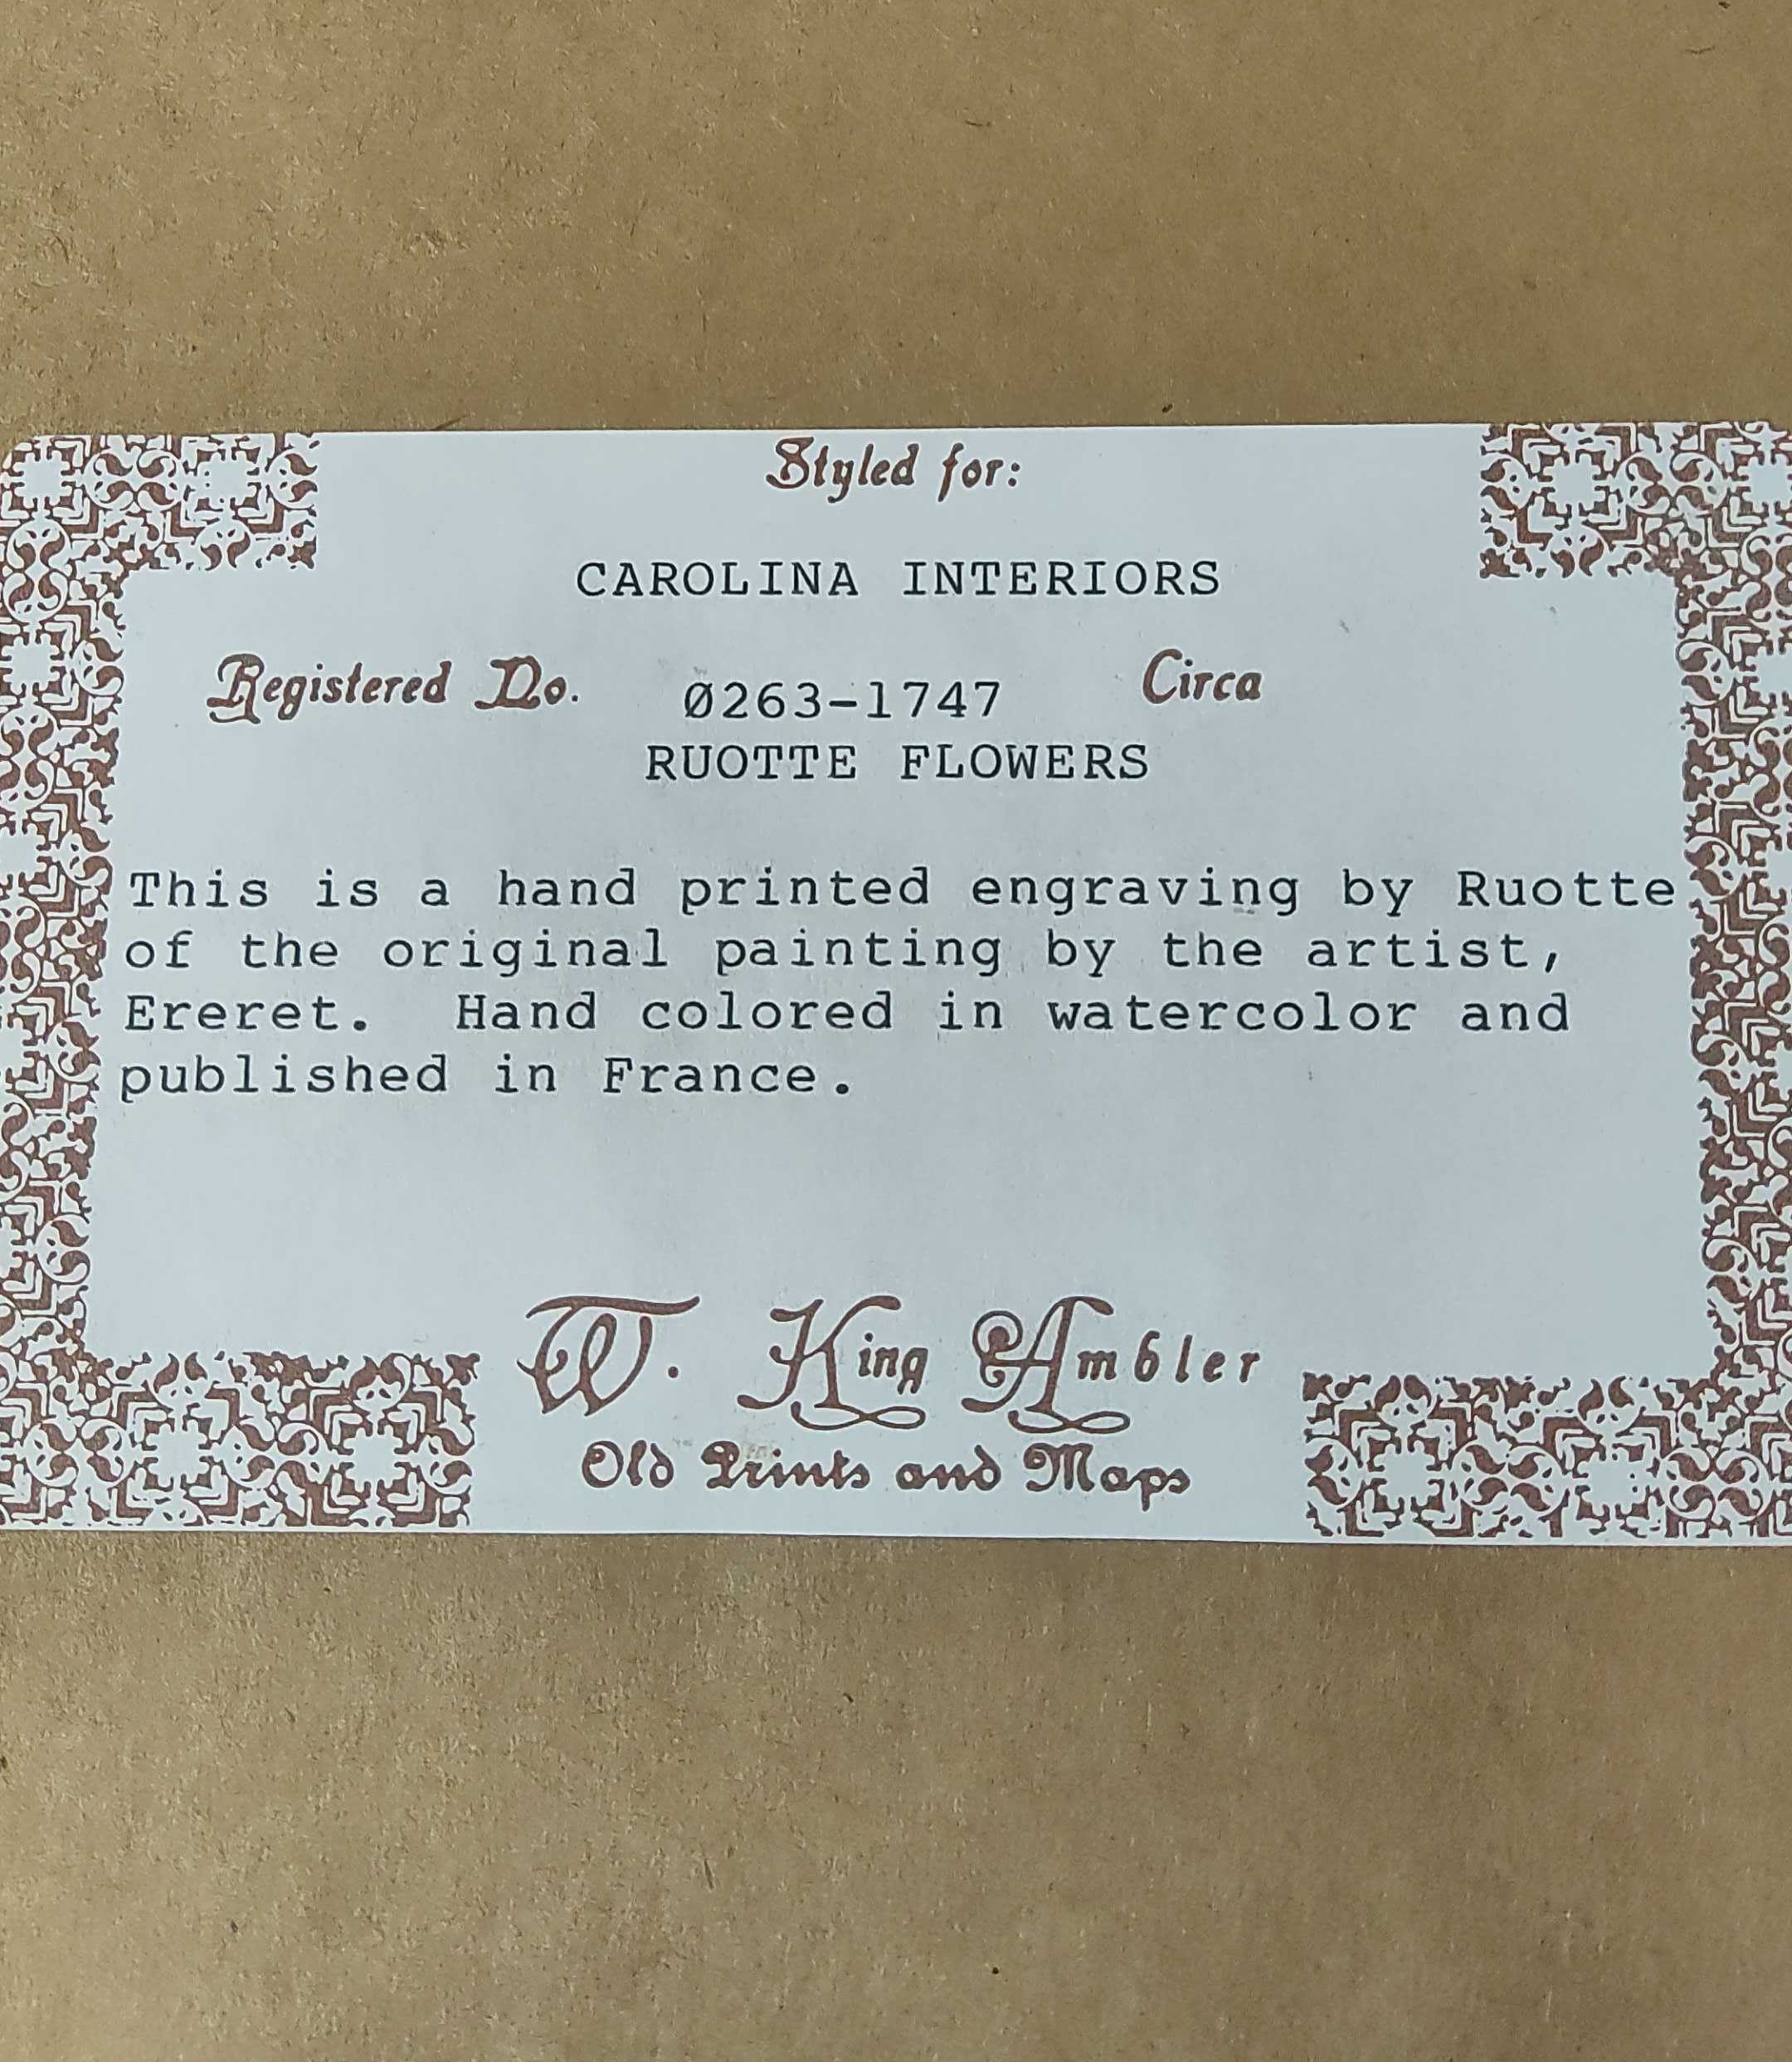 Styled for:
CAROLINA INTERIORS
Registered No. Ø263-1747 Circa
RUOTTE FLOWERS
This is a hand printed engraving by Ruotte
of the original painting by the artist,
Ereret. Hand colored in watercolor and
published in France.
W. King Ambler
Old Prints and Maps